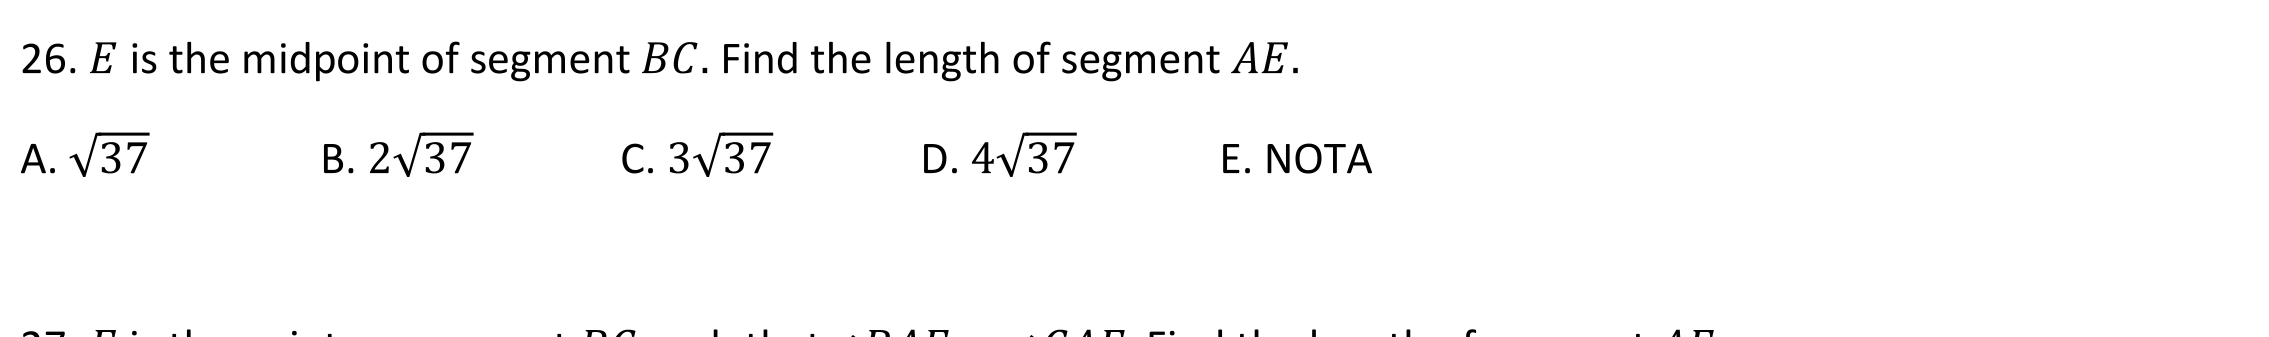 26. E is the midpoint of segment BC. Find the length of segment AE.
A. √37 B. 2√37 C. 3√37 D. 4√37 E. NOTA